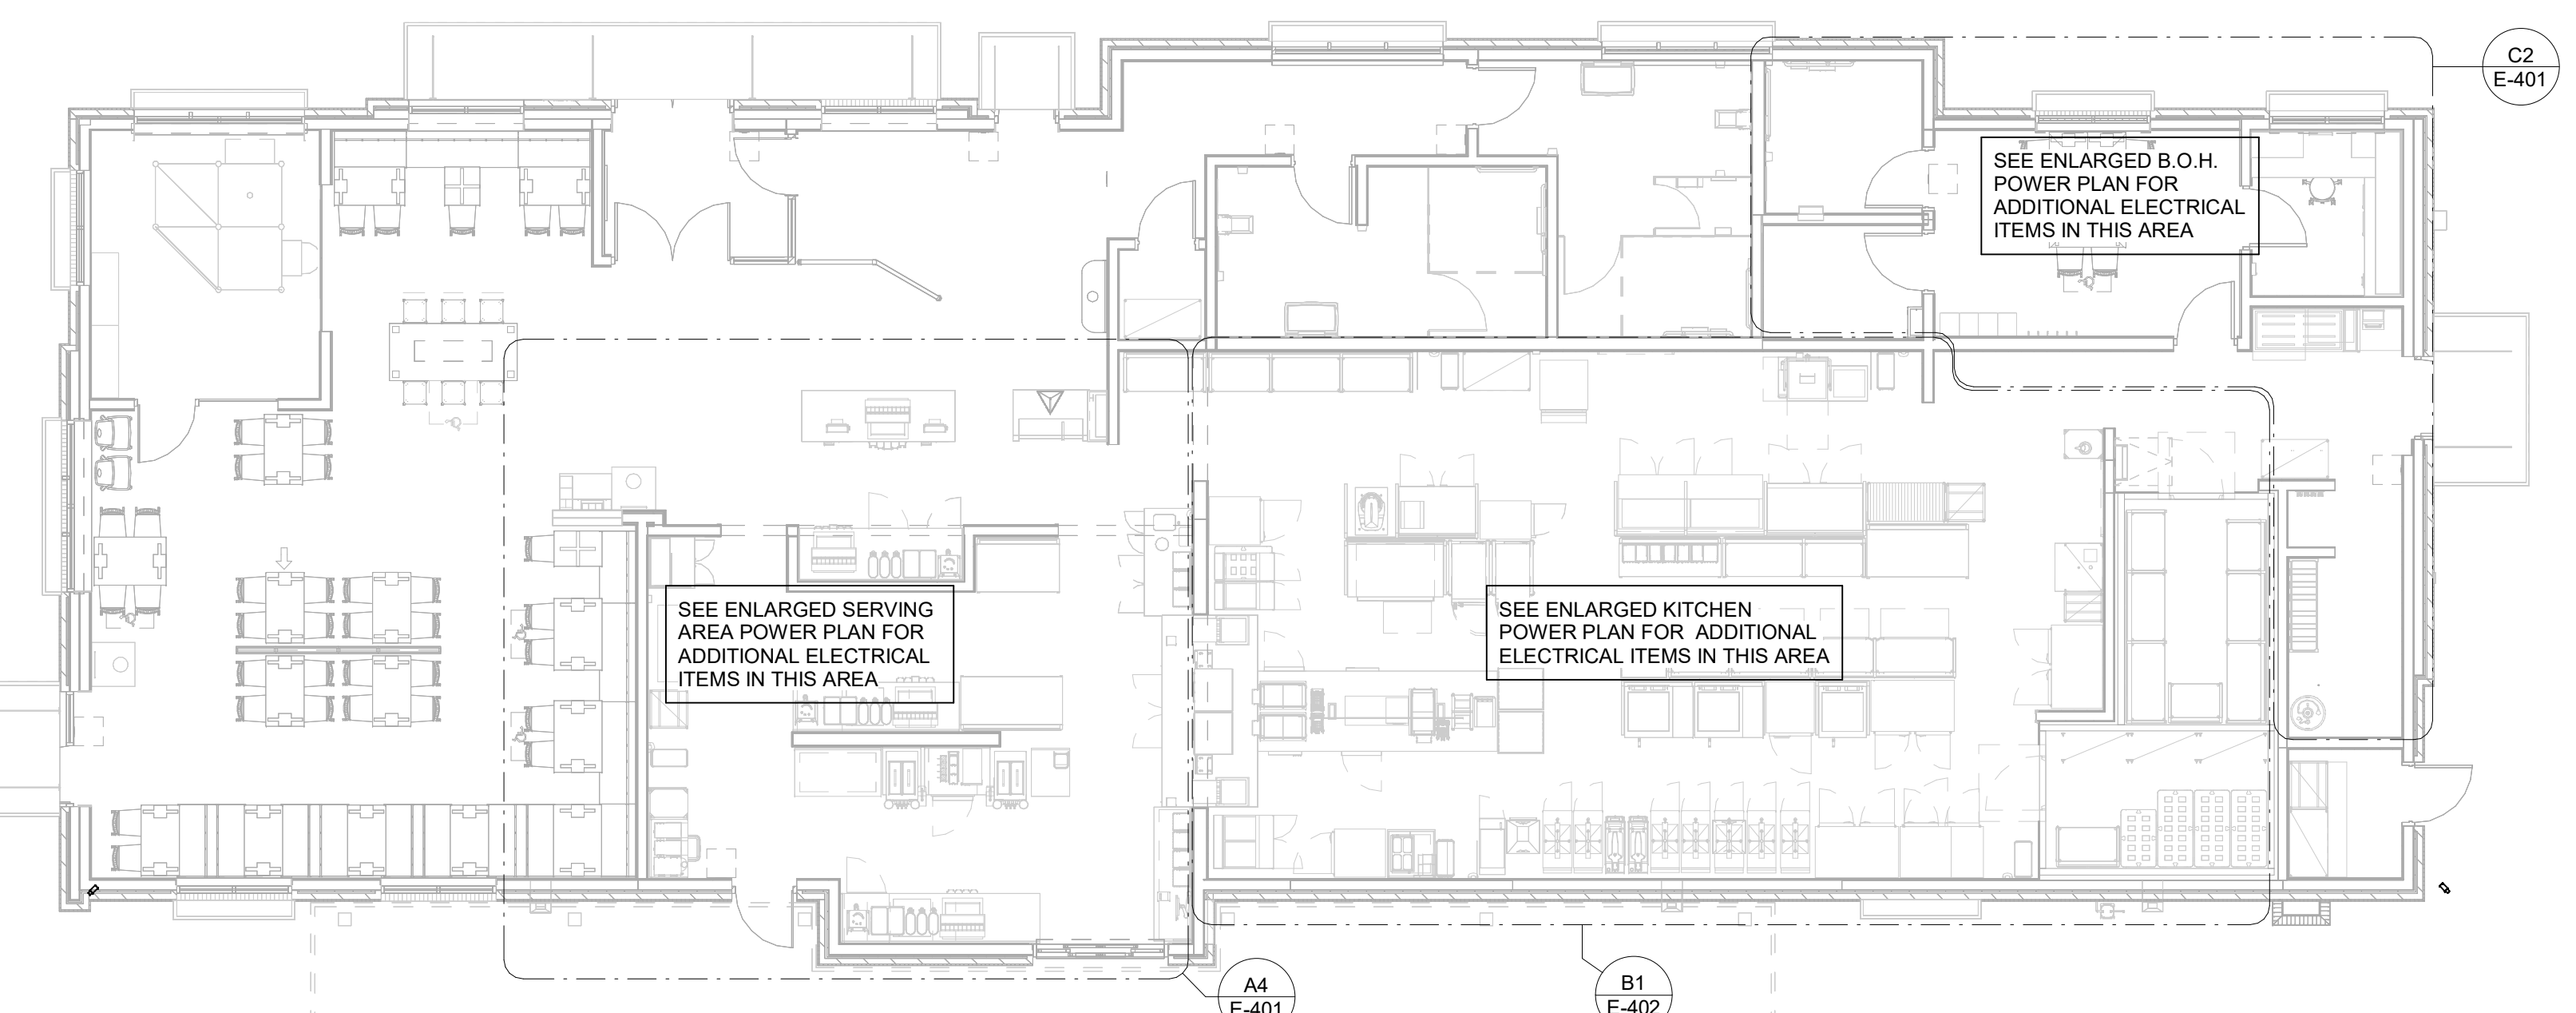 C2
E-401
SEE ENLARGED B.O.H.
POWER PLAN FOR
ADDITIONAL ELECTRICAL
ITEMS IN THIS AREA
SEE ENLARGED SERVING
AREA POWER PLAN FOR
ADDITIONAL ELECTRICAL
ITEMS IN THIS AREA
SEE ENLARGED KITCHEN
POWER PLAN FOR ADDITIONAL
ELECTRICAL ITEMS IN THIS AREA
A4
E-401
B1
E-402